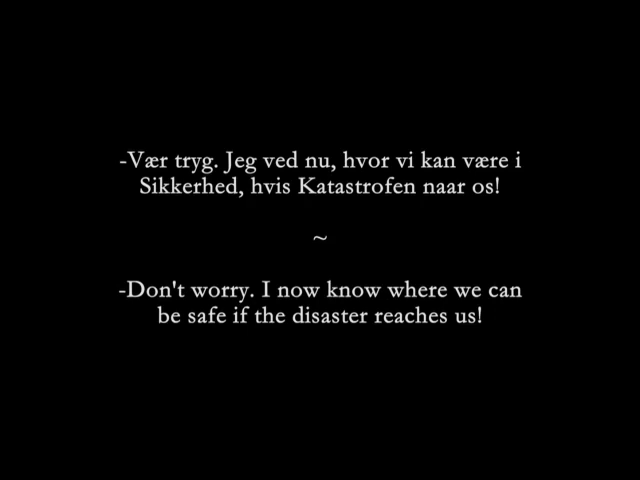 -Vær tryg. Jeg ved nu, hvor vi kan være i
Sikkerhed, hvis Katastrofen naar os!
~
-Don't worry. I now know where we can
be safe if the disaster reaches us!